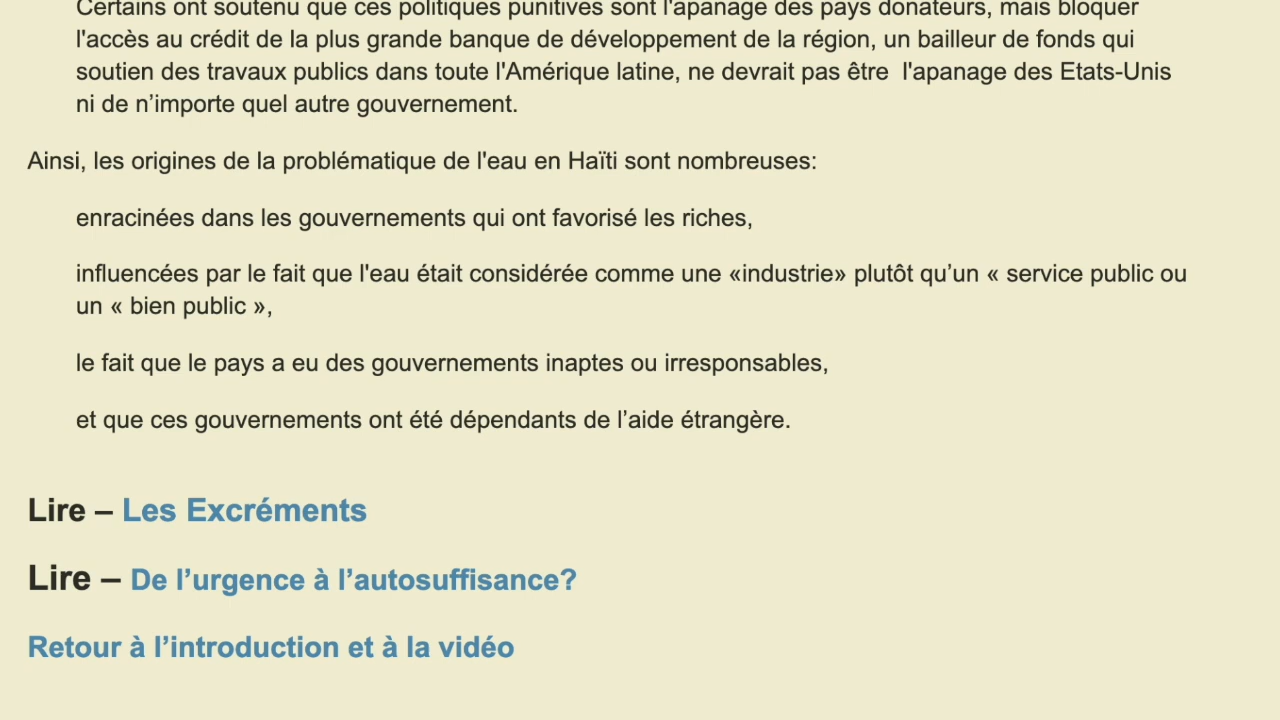 Certains ont soutenu que ces politiques punitives sont l'apanage des pays donateurs, mais bloquer
l'accès au crédit de la plus grande banque de développement de la région, un bailleur de fonds qui
soutien des travaux publics dans toute l'Amérique latine, ne devrait pas être  l'apanage des Etats-Unis
ni de n’importe quel autre gouvernement.
Ainsi, les origines de la problématique de l'eau en Haïti sont nombreuses:
enracinées dans les gouvernements qui ont favorisé les riches,
influencées par le fait que l'eau était considérée comme une «industrie» plutôt qu’un « service public ou
un « bien public »,
le fait que le pays a eu des gouvernements inaptes ou irresponsables,
et que ces gouvernements ont été dépendants de l’aide étrangère.
Lire – Les Excréments
Lire – De l’urgence à l’autosuffisance?
Retour à l’introduction et à la vidéo